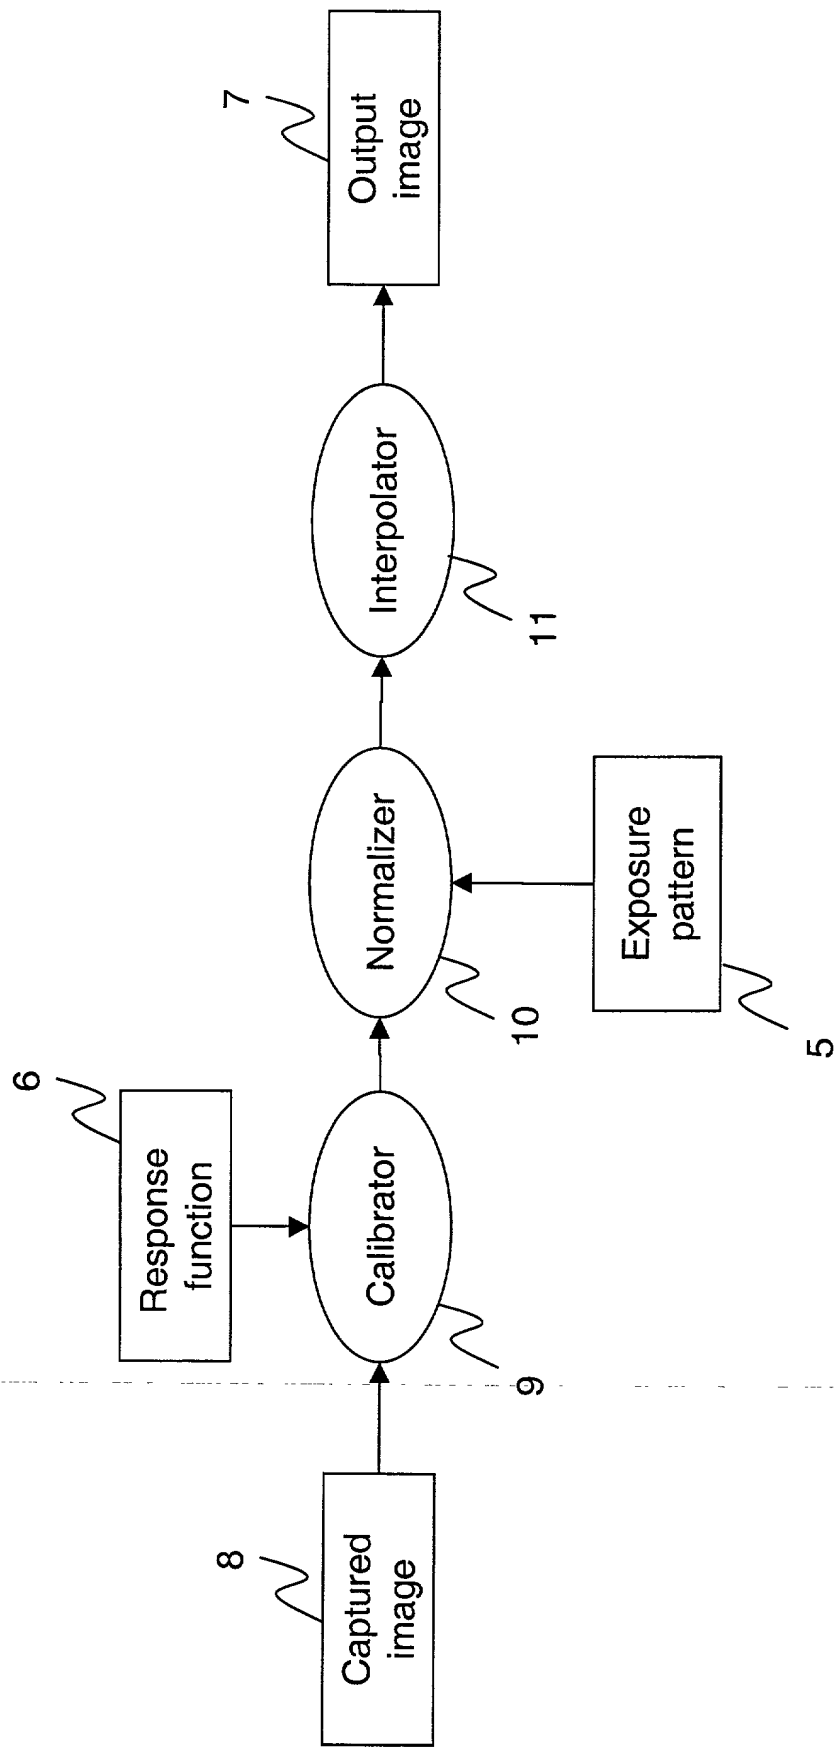 6
Response
function
8
Captured
image
Calibrator
9
Normalizer
10
Interpolator
11
7
Output
image
Exposure
pattern
5